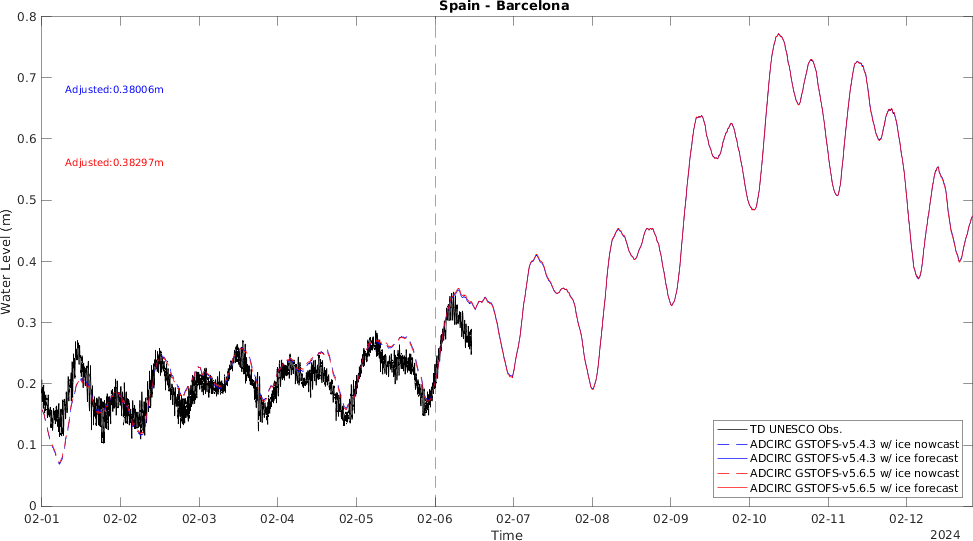 Spain - Barcelona
0.8
0.7
0.6
0.5
0.4
0.3
0.2
0.1
0
Water Level (m)
Adjusted:0.38006m
Adjusted:0.38297m
TD UNESCO Obs.
ADCIRC GSTOFS-v5.4.3 w/ ice nowcast
ADCIRC GSTOFS-v5.4.3 w/ ice forecast
ADCIRC GSTOFS-v5.6.5 w/ ice nowcast
ADCIRC GSTOFS-v5.6.5 w/ ice forecast
02-01 02-02 02-03 02-04 02-05 02-06 02-07 02-08 02-09 02-10 02-11 02-12
Time
2024